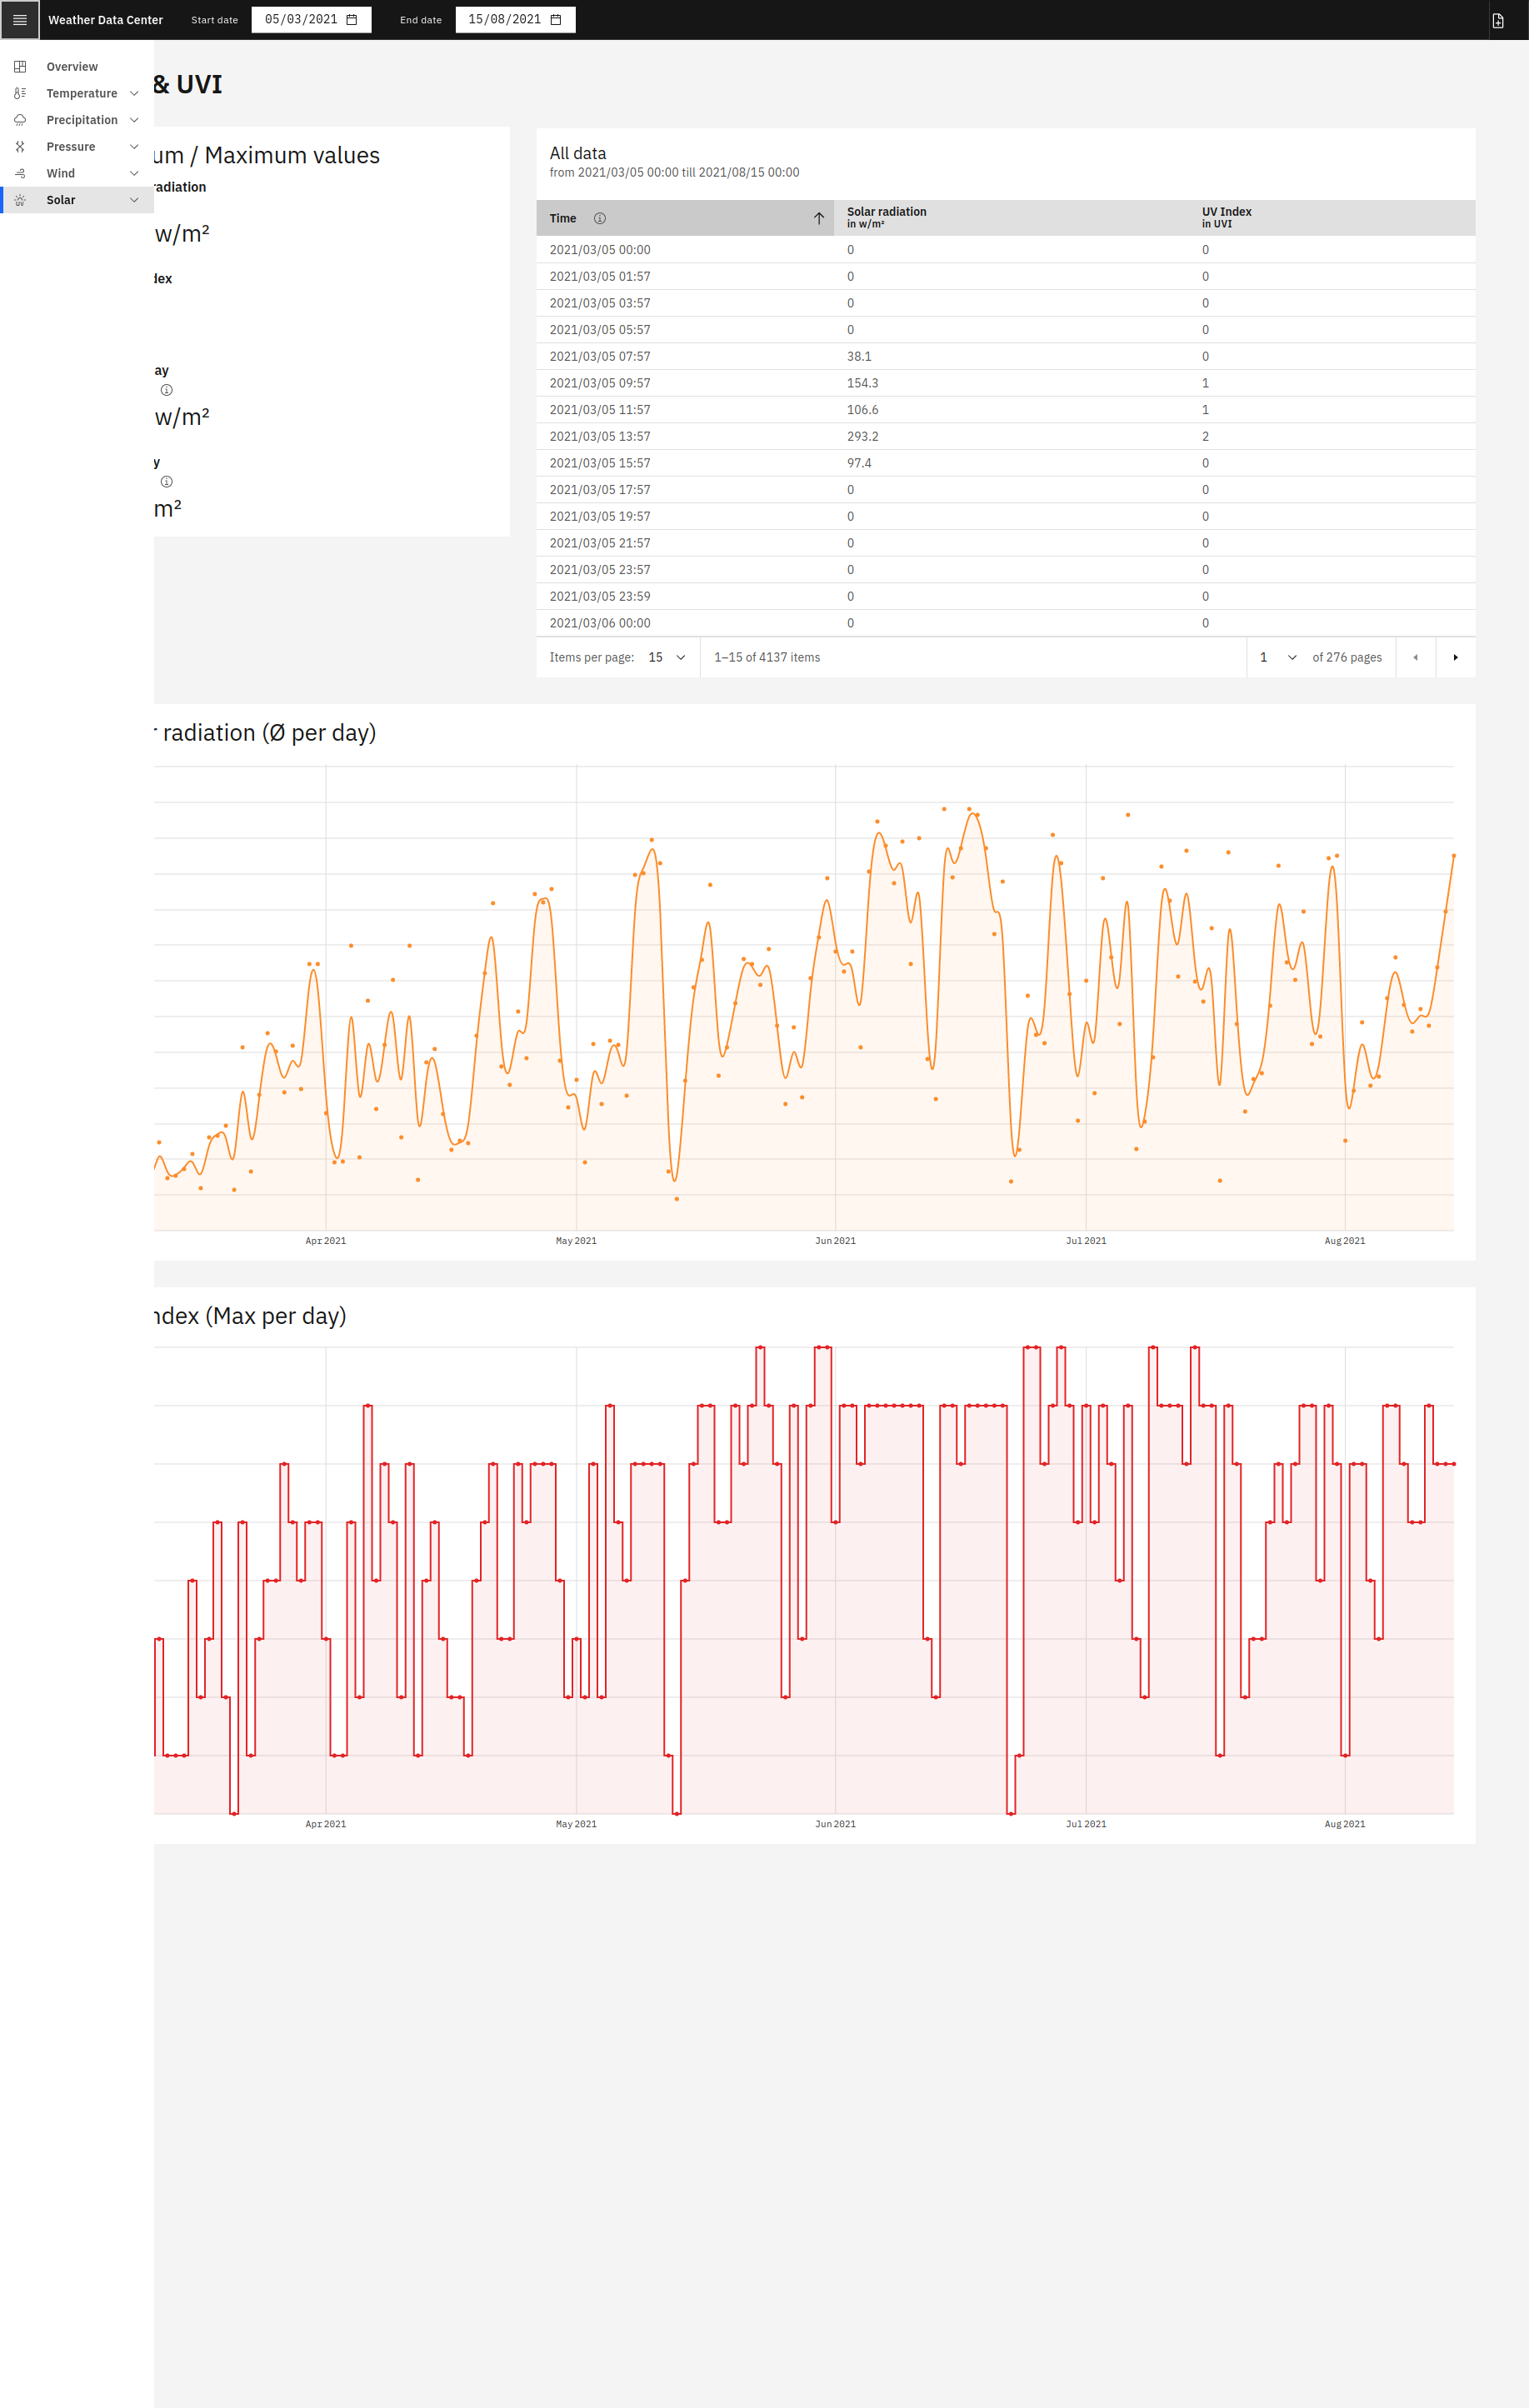 Weather Data Center
Start date
05/03/2021
End date
15/08/2021
Overview
Temperature
Precipitation
Pressure
Wind
Solar
& UVI
/ Maximum values
w/m²
w/m²
m²
All data
from 2021/03/05 00:00 till 2021/08/15 00:00
Time Solar radiation UV Index
in w/m² in UVI
2021/03/05 00:00 0 0
2021/03/05 01:57 0 0
2021/03/05 03:57 0 0
2021/03/05 05:57 0 0
2021/03/05 07:57 38.1 0
2021/03/05 09:57 154.3 1
2021/03/05 11:57 106.6 1
2021/03/05 13:57 293.2 2
2021/03/05 15:57 97.4 0
2021/03/05 17:57 0 0
2021/03/05 19:57 0 0
2021/03/05 21:57 0 0
2021/03/05 23:57 0 0
2021/03/05 23:59 0 0
2021/03/06 00:00 0 0
Items per page: 15 1–15 of 4137 items 1 of 276 pages
radiation (Ø per day)
Apr 2021 May 2021 Jun 2021 Jul 2021 Aug 2021
(Max per day)
Apr 2021 May 2021 Jun 2021 Jul 2021 Aug 2021